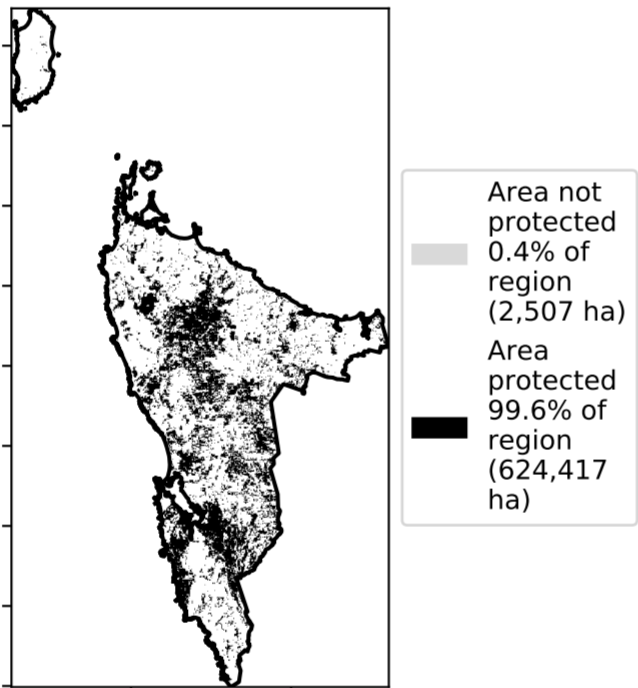 Area not
protected
0.4% of
region
(2,507 ha)
Area
protected
99.6% of
region
(624,417
ha)